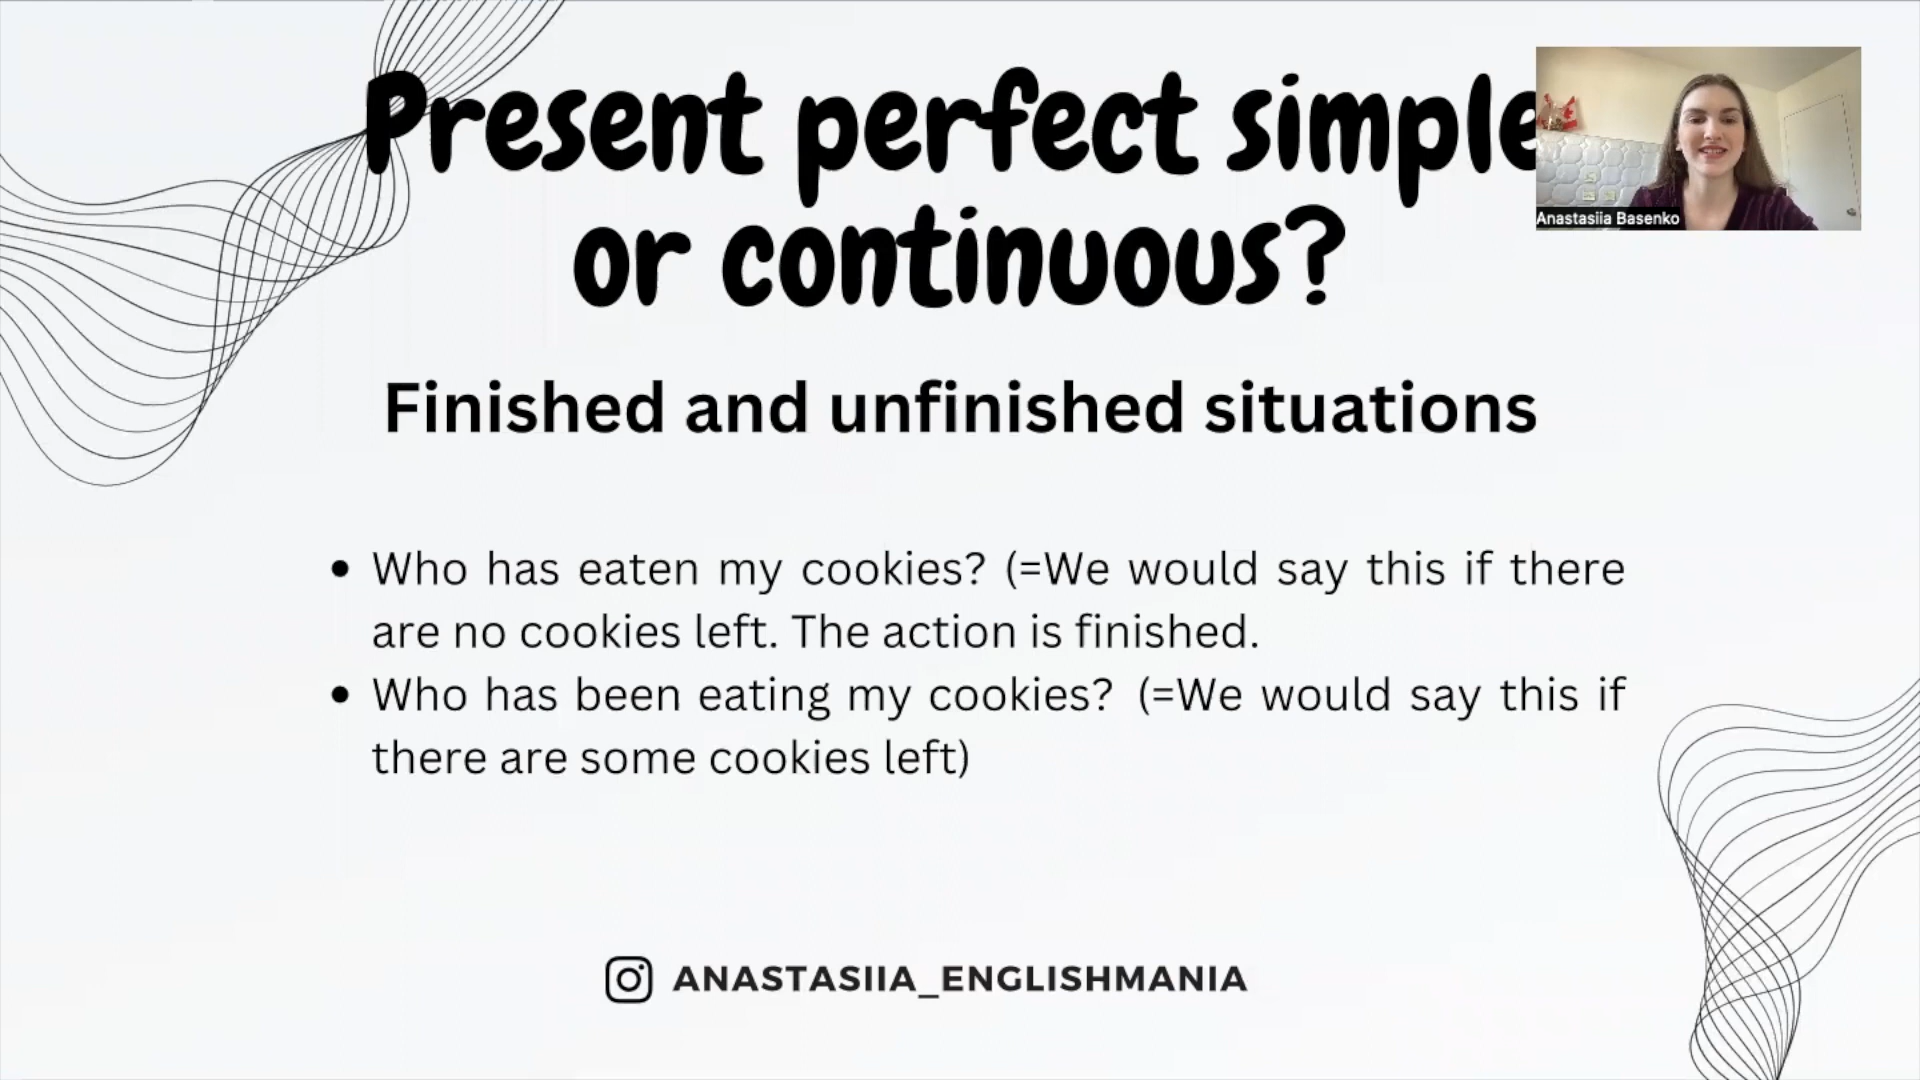 Present perfect simple
or continuous?
Anastasiia Basenko
Finished and unfinished situations
• Who has eaten my cookies? (=We would say this if there
are no cookies left. The action is finished.
• Who has been eating my cookies? (=We would say this if
there are some cookies left)
ANASTASIIA_ENGLISHMANIA